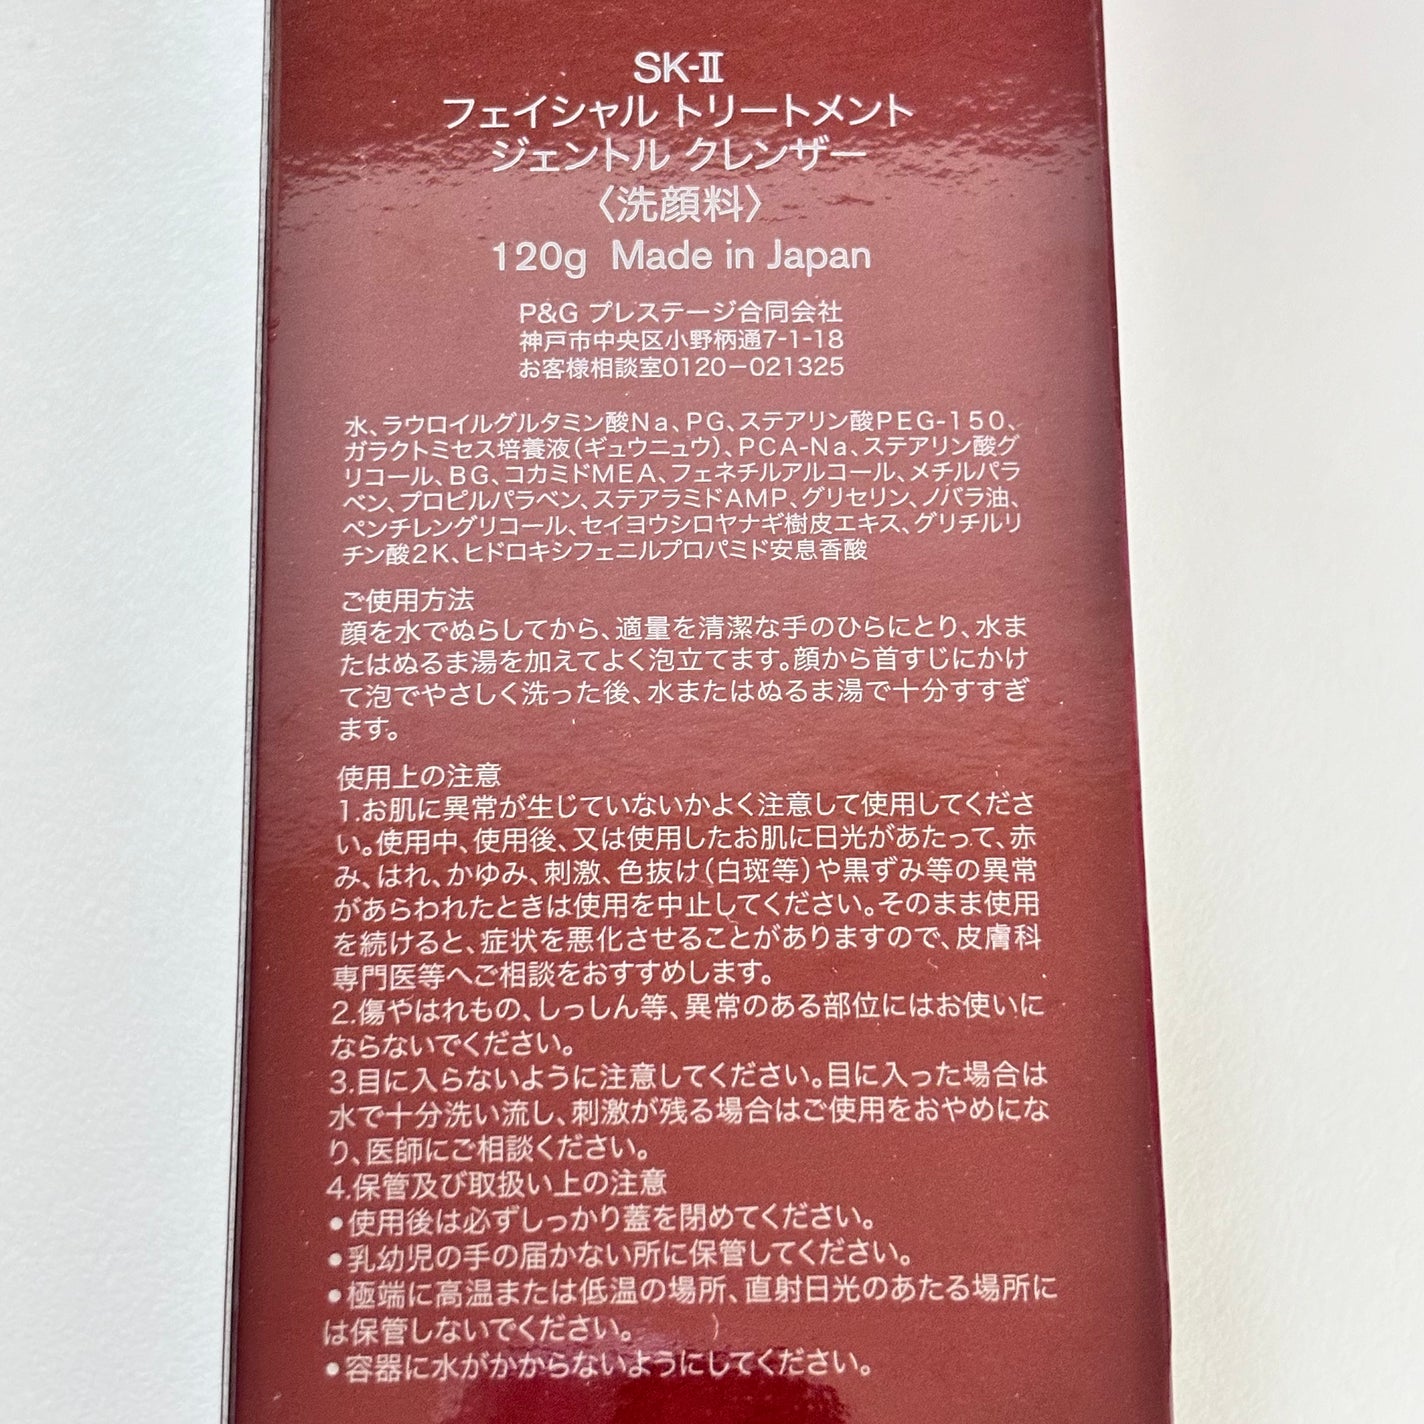 SK-Ⅱ
フェイシャル トリートメント
ジェントル クレンザー
〈洗顔料〉
120g Made in Japan
P&G プレステージ合同会社
神戸市中央区小野柄通7-1-18
お客様相談室0120-021325
水、ラウロイルグルタミン酸Na、PG、ステアリン酸PEG-150、
ガラクトミセス培養液(ギュウニュウ)、PCA-Na、ステアリン酸グ
リコール、BG、コカミドMEA、フェネチルアルコール、メチルパラ
ベン、プロピルパラベン、ステアラミドAMP、グリセリン、ノバラ油、
ペンチレングリコール、セイヨウシロヤナギ樹皮エキス、グリチルリ
チン酸2K、ヒドロキシフェニルプロパミド安息香酸
ご使用方法
顔を水でぬらしてから、適量を清潔な手のひらにとり、水ま
たはぬるま湯を加えてよく泡立てます。顔から首すじにかけ
て泡でやさしく洗った後、水またはぬるま湯で十分すすぎ
ます。
使用上の注意
1.お肌に異常が生じていないかよく注意して使用してくださ
い。使用中、使用後、又は使用したお肌に日光があたって、赤
み、はれ、かゆみ、刺激、色抜け(白斑等)や黒ずみ等の異常
があらわれたときは使用を中止してください。そのまま使用
を続けると、症状を悪化させることがありますので、皮膚科
専門医等へご相談をおすすめします。
2.傷やはれもの、しっしん等、異常のある部位にはお使いに
ならないでください。
3.目に入らないように注意してください。目に入った場合は
水で十分洗い流し、刺激が残る場合はご使用をおやめにな
り、医師にご相談ください。
4.保管及び取扱い上の注意
●使用後は必ずしっかり蓋を閉めてください。
●乳幼児の手の届かない所に保管してください。
●極端に高温または低温の場所、直射日光のあたる場所に
は保管しないでください。
●容器に水がかからないようにしてください。